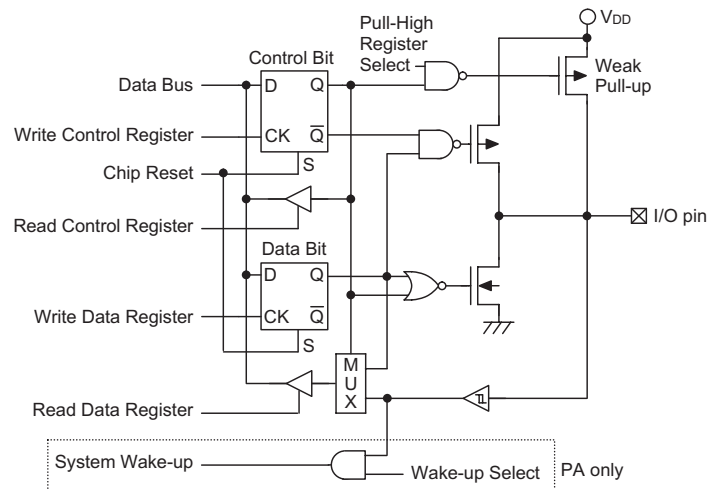 VDD
Pull-High
Register
Select
Control Bit
Weak
Pull-up
Data Bus
D
Q
Write Control Register
CK
Q
S
Chip Reset
I/O pin
Read Control Register
Data Bit
D
Q
Write Data Register
CK
Q
S
M
U
X
Read Data Register
System Wake-up
Wake-up Select
PA only